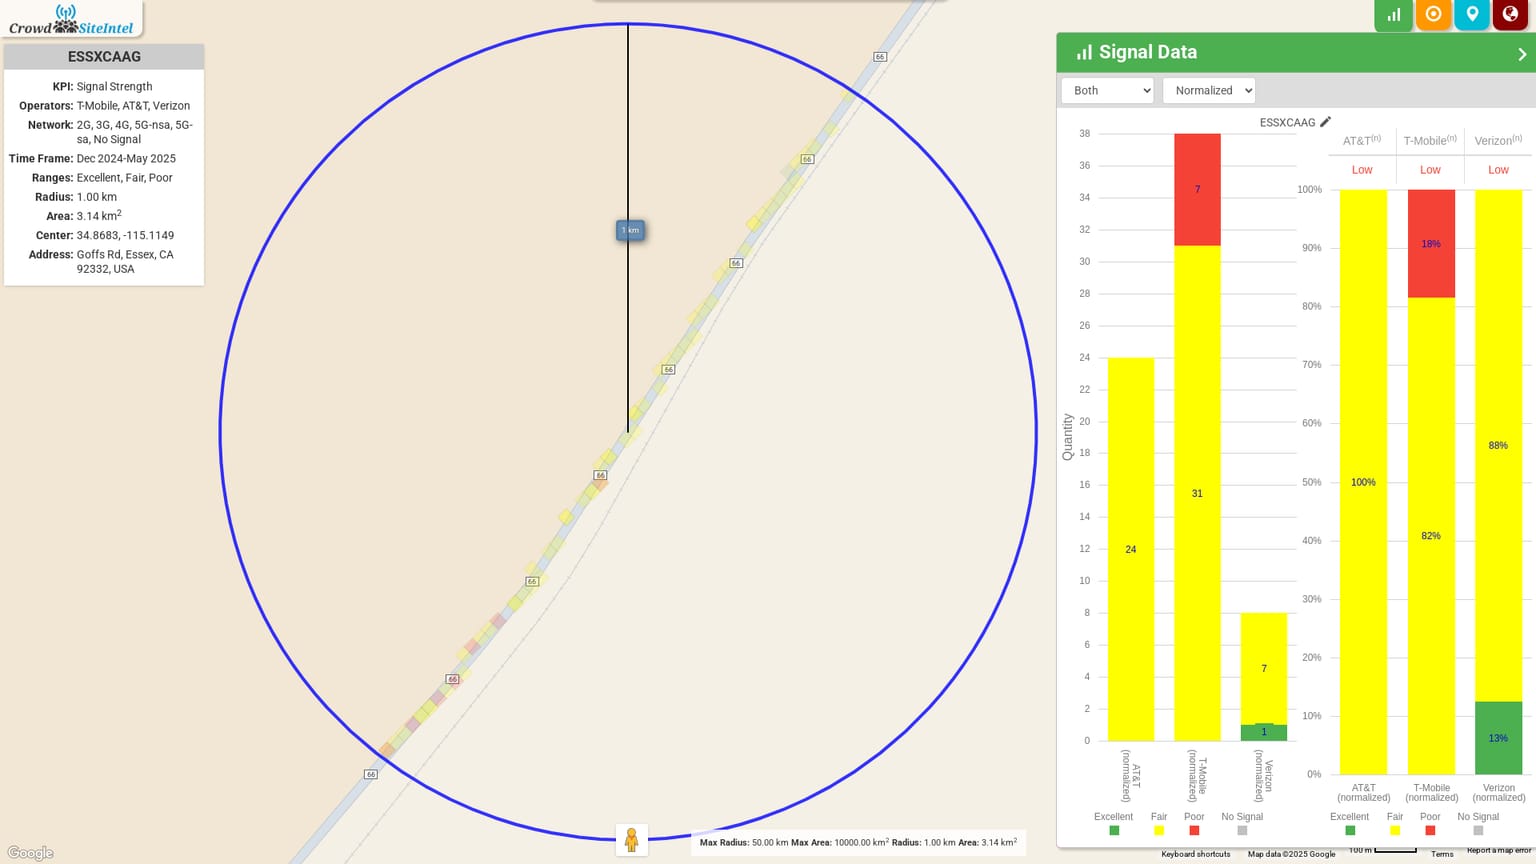 Crowd SiteIntel
ESSXCAAG
KPI: Signal Strength
Operators: T-Mobile, AT&T, Verizon
Network: 2G, 3G, 4G, 5G-nsa, 5G-
sa, No Signal
Time Frame: Dec 2024-May 2025
Ranges: Excellent, Fair, Poor
Radius: 1.00 km
Area: 3.14 km²
Center: 34.8683, -115.1149
Address: Goffs Rd, Essex, CA
92332, USA
66
66
66
66
66
66
66
66
1 km
Google
Max Radius: 50.00 km Max Area: 10000.00 km² Radius: 1.00 km Area: 3.14 km²
Keyboard shortcuts
Map data ©2025 Google
100 m
Terms
Report a map error
Signal Data
Both
Normalized
ESSXCAAG
Quantity
38
36
34
32
30
28
26
24
22
20
18
16
14
12
10
8
6
4
2
0
24
7
31
7
1
AT&T
(normalized)
T-Mobile
(normalized)
Verizon
(normalized)
Excellent Fair Poor No Signal
AT&T(n) T-Mobile(n) Verizon(n)
Low Low Low
100%
90%
80%
70%
60%
50%
40%
30%
20%
10%
0%
100%
18%
82%
88%
13%
AT&T
(normalized)
T-Mobile
(normalized)
Verizon
(normalized)
Excellent Fair Poor No Signal